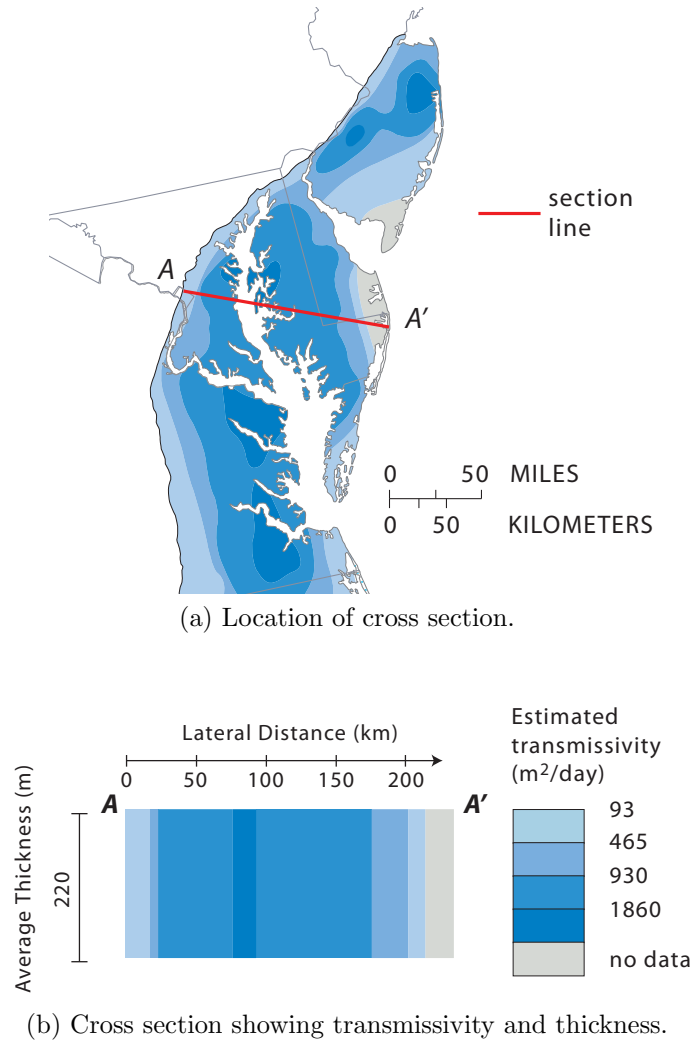 section
line
A
A′
0 50 MILES
0 50 KILOMETERS
(a) Location of cross section.
Lateral Distance (km)
0 50 100 150 200
A A′
Average Thickness (m)
220
Estimated
transmissivity
(m²/day)
93
465
930
1860
no data
(b) Cross section showing transmissivity and thickness.